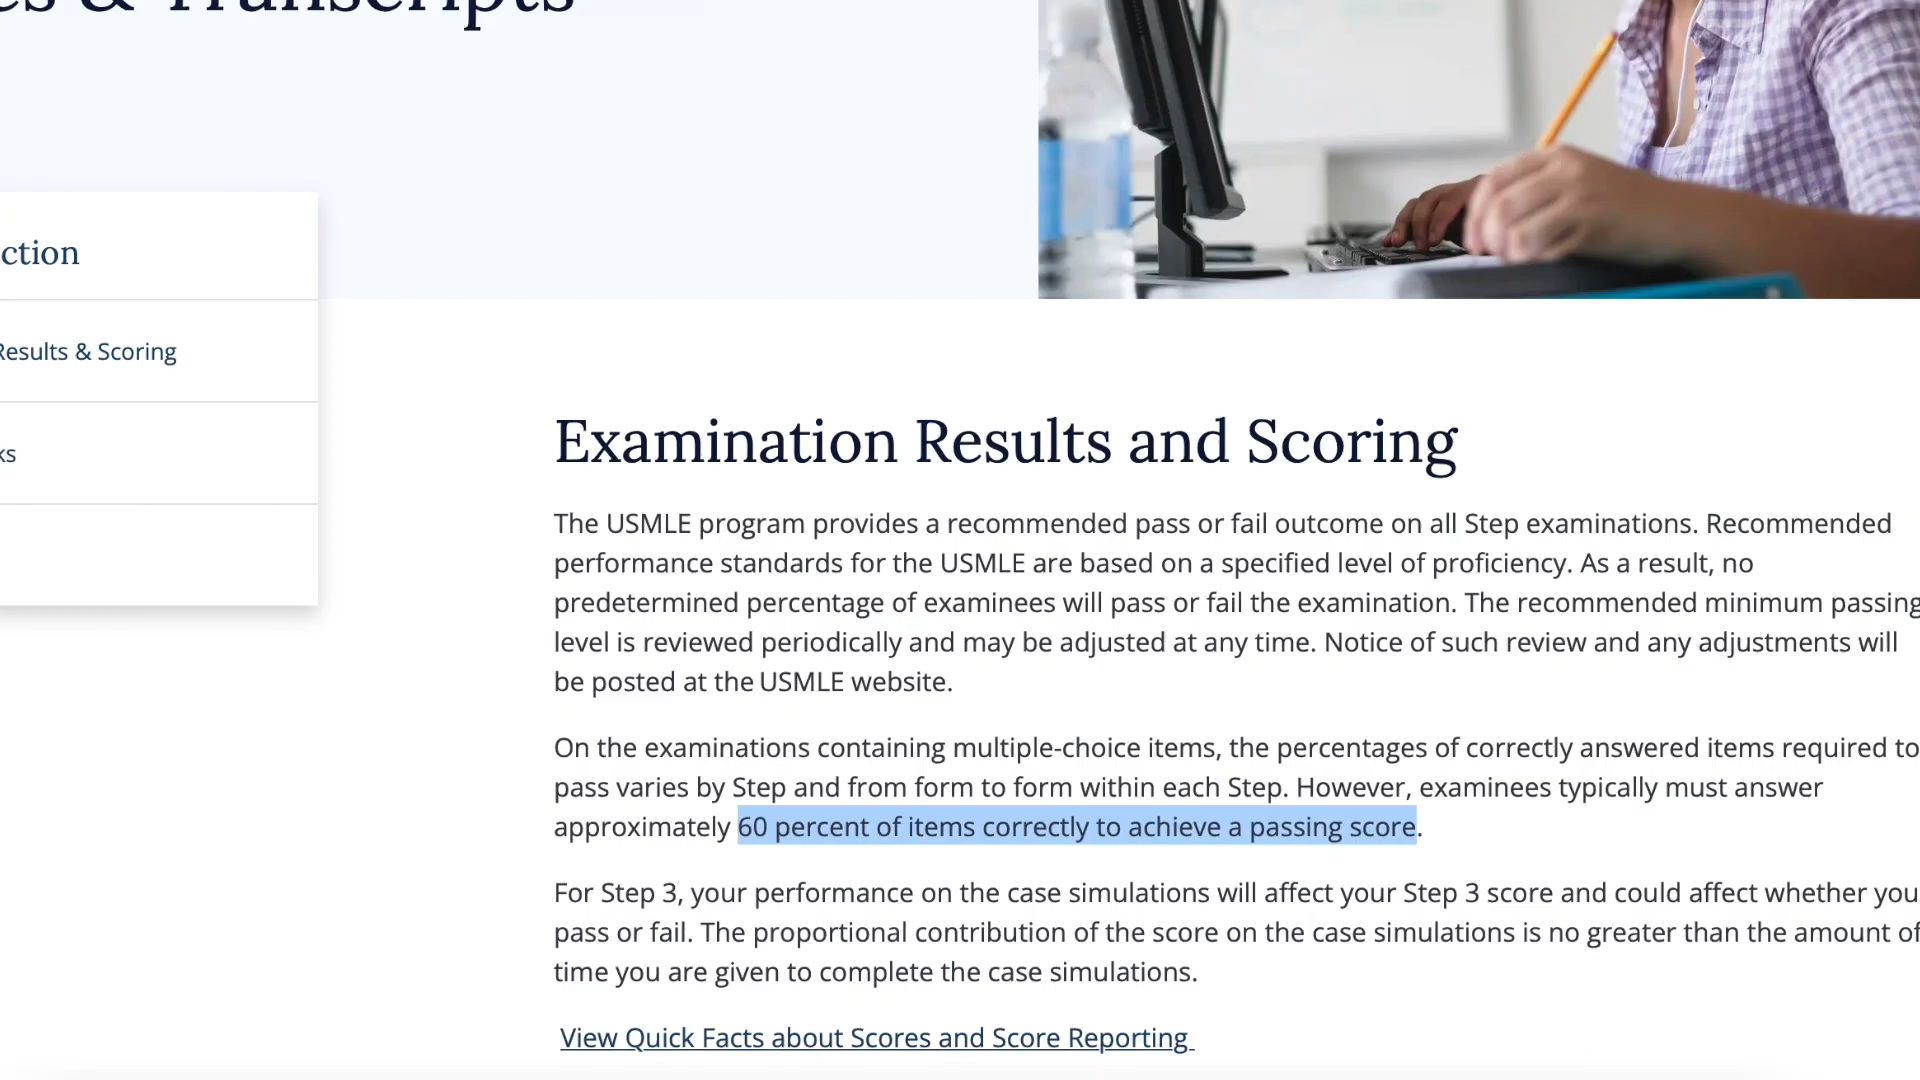 & Transcripts
ction
Results & Scoring
ks
Examination Results and Scoring
The USMLE program provides a recommended pass or fail outcome on all Step examinations. Recommended
performance standards for the USMLE are based on a specified level of proficiency. As a result, no
predetermined percentage of examinees will pass or fail the examination. The recommended minimum passing
level is reviewed periodically and may be adjusted at any time. Notice of such review and any adjustments will
be posted at the USMLE website.
On the examinations containing multiple-choice items, the percentages of correctly answered items required to
pass varies by Step and from form to form within each Step. However, examinees typically must answer
approximately 60 percent of items correctly to achieve a passing score.
For Step 3, your performance on the case simulations will affect your Step 3 score and could affect whether you
pass or fail. The proportional contribution of the score on the case simulations is no greater than the amount of
time you are given to complete the case simulations.
View Quick Facts about Scores and Score Reporting